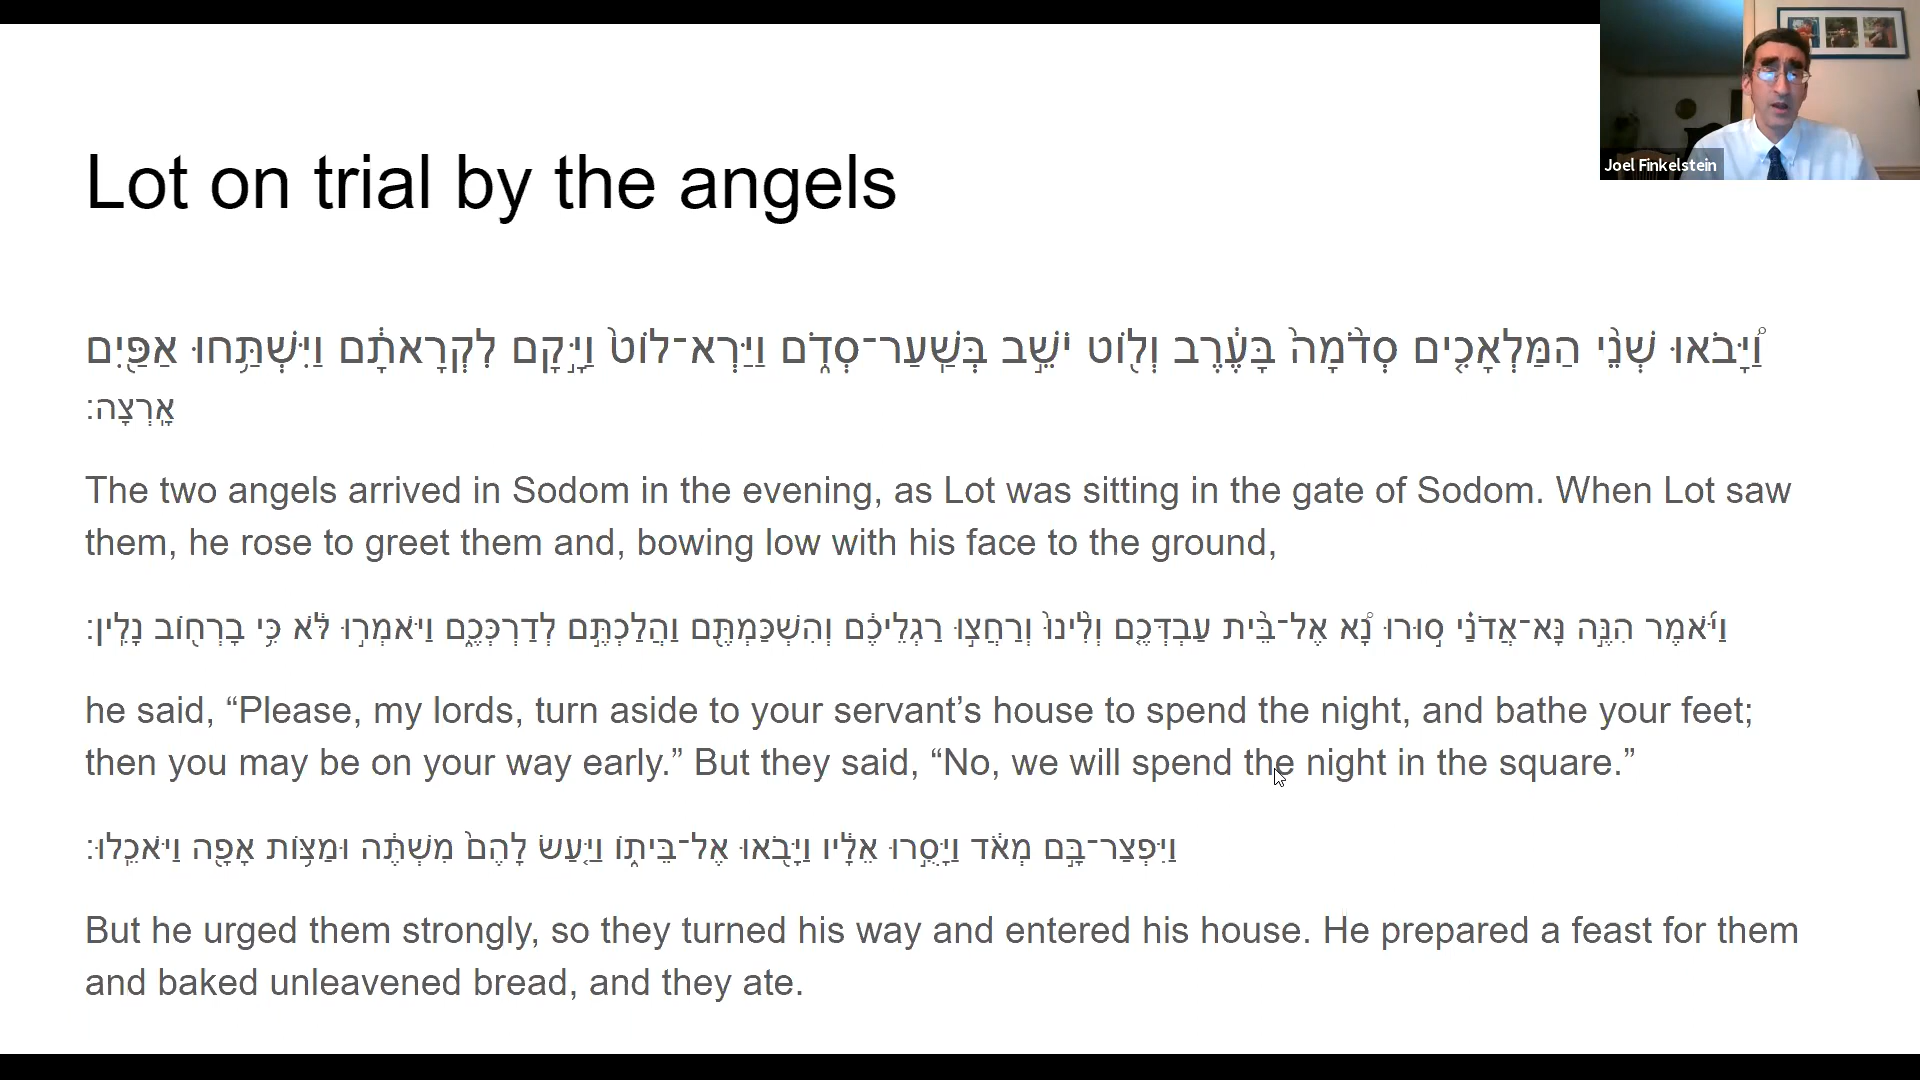 Joel Finkelstein
Lot on trial by the angels
וַ֠יָּבֹאוּ שְׁנֵ֨י הַמַּלְאָכִ֤ים סְדֹ֙מָה֙ בָּעֶ֔רֶב וְל֖וֹט יֹשֵׁ֣ב בְּשַֽׁעַר־סְדֹ֑ם וַיַּרְא־לוֹט֙ וַיָּ֣קׇם לִקְרָאתָ֔ם וַיִּשְׁתַּ֥חוּ אַפַּ֖יִם
אָֽרְצָה׃
The two angels arrived in Sodom in the evening, as Lot was sitting in the gate of Sodom. When Lot saw
them, he rose to greet them and, bowing low with his face to the ground,
וַיֹּ֜אמֶר הִנֶּ֣ה נָּא־אֲדֹנַ֗י ס֣וּרוּ נָ֠א אֶל־בֵּ֨ית עַבְדְּכֶ֤ם וְלִ֙ינוּ֙ וְרַחֲצ֣וּ רַגְלֵיכֶ֔ם וְהִשְׁכַּמְתֶּ֖ם וַהֲלַכְתֶּ֣ם לְדַרְכְּכֶ֑ם וַיֹּאמְר֣וּ לֹּ֔א כִּ֥י בָרְח֖וֹב נָלִֽין׃
he said, “Please, my lords, turn aside to your servant’s house to spend the night, and bathe your feet;
then you may be on your way early.” But they said, “No, we will spend the night in the square.”
וַיִּפְצַר־בָּ֣ם מְאֹ֔ד וַיָּסֻ֣רוּ אֵלָ֔יו וַיָּבֹ֖אוּ אֶל־בֵּית֑וֹ וַיַּ֤עַשׂ לָהֶם֙ מִשְׁתֶּ֔ה וּמַצּ֥וֹת אָפָ֖ה וַיֹּאכֵֽלוּ׃
But he urged them strongly, so they turned his way and entered his house. He prepared a feast for them
and baked unleavened bread, and they ate.